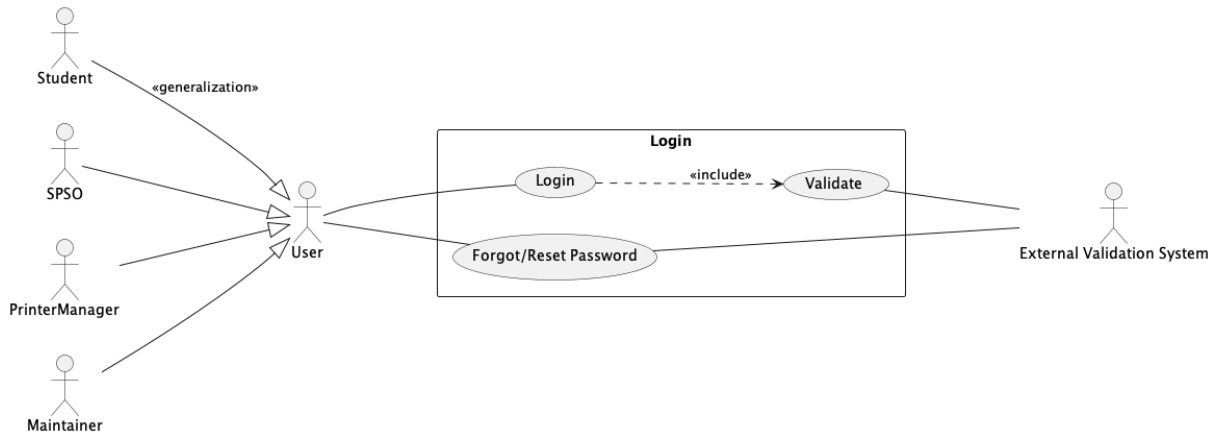 Student
«generalization»
SPSO
PrinterManager
Maintainer
User
Login
Login
«include»
Validate
Forgot/Reset Password
External Validation System